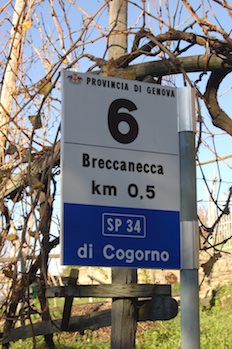 PROVINCIA DI GENOVA
6
Breccanecca
km 0,5
SP 34
di Cogorno